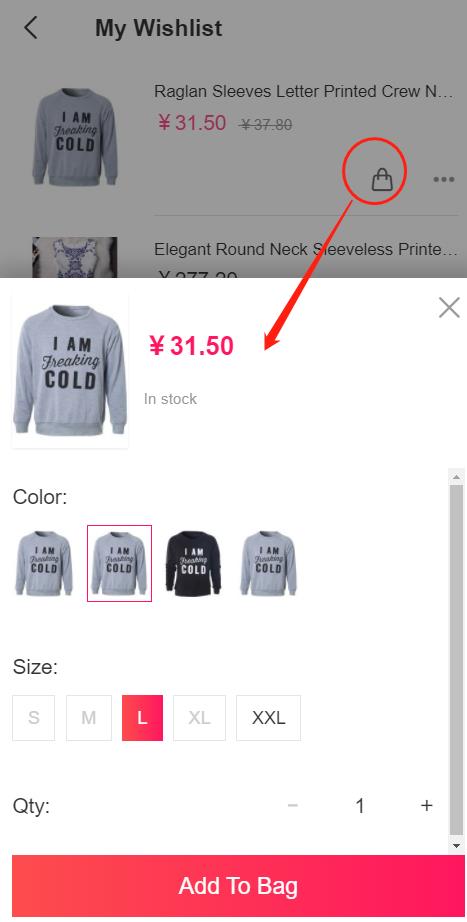 My Wishlist
Raglan Sleeves Letter Printed Crew N...
¥ 31.50 ¥ 37.80
I AM
Freaking
COLD
Elegant Round Neck Sleeveless Printe...
¥ 277.20
I AM
Freaking
COLD
¥ 31.50
In stock
Color:
I AM
Freaking
COLD
I AM
Freaking
COLD
I AM
Freaking
COLD
I AM
Freaking
COLD
Size:
S M L XL XXL
Qty: − 1 +
Add To Bag